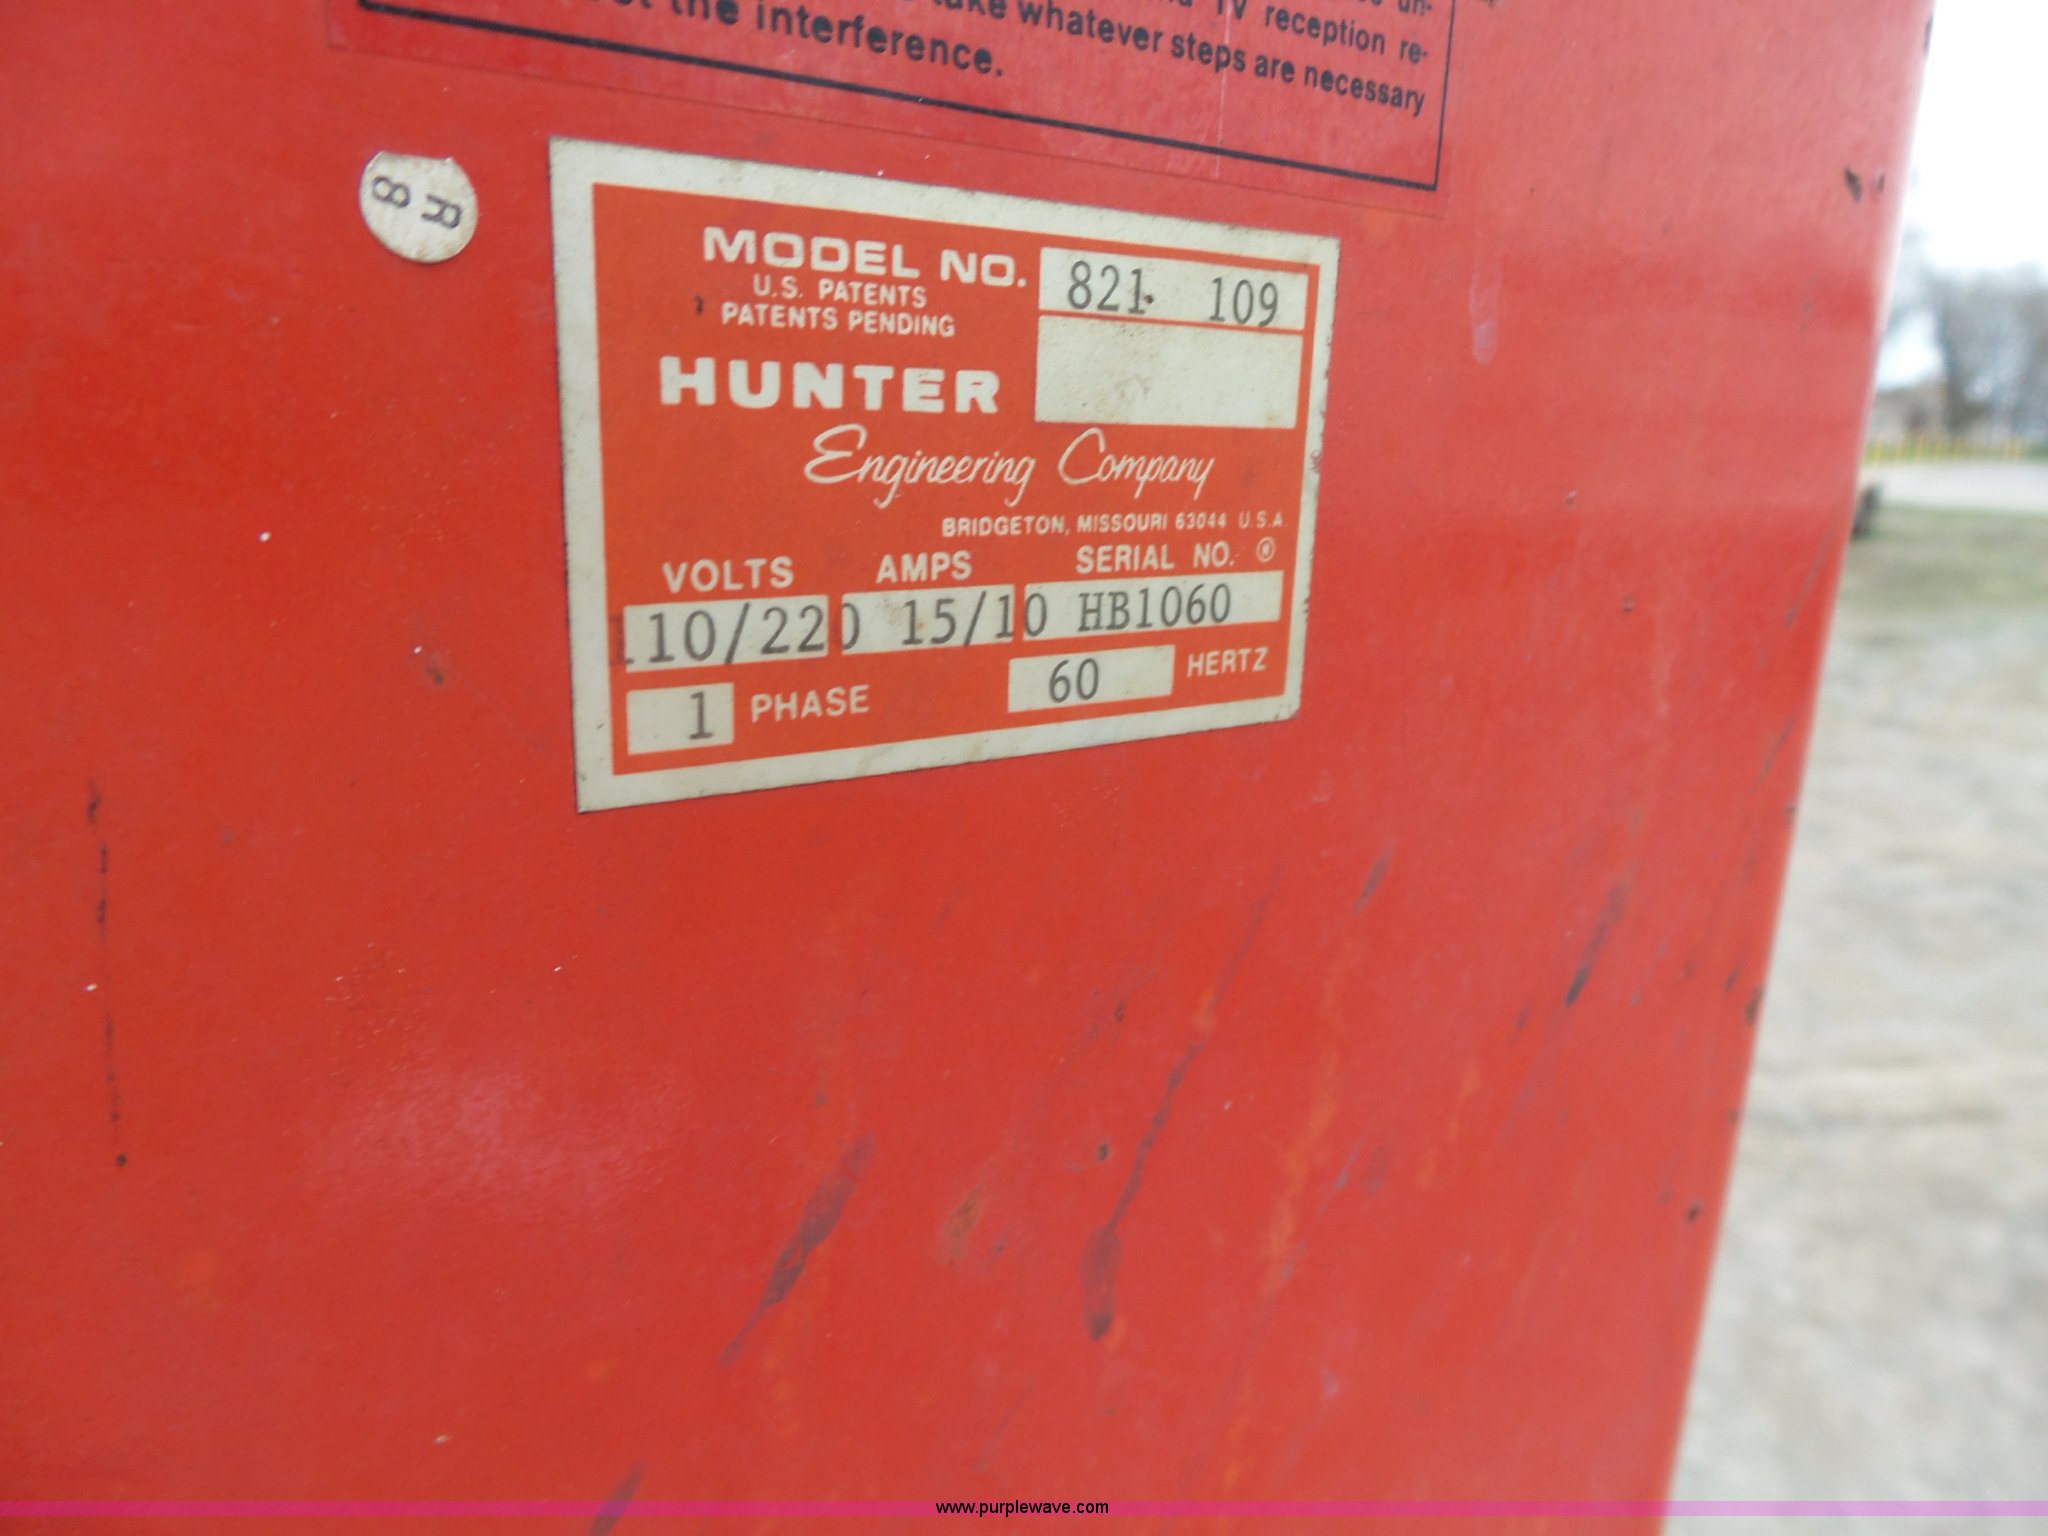 TV reception re-
take whatever steps are necessary
the interference.
R
8
MODEL NO. 821 109
U.S. PATENTS
PATENTS PENDING
HUNTER
Engineering Company
BRIDGETON, MISSOURI 63044 U.S.A.
VOLTS AMPS SERIAL NO.
110/220 15/10 HB1060
1 PHASE 60 HERTZ
www.purplewave.com